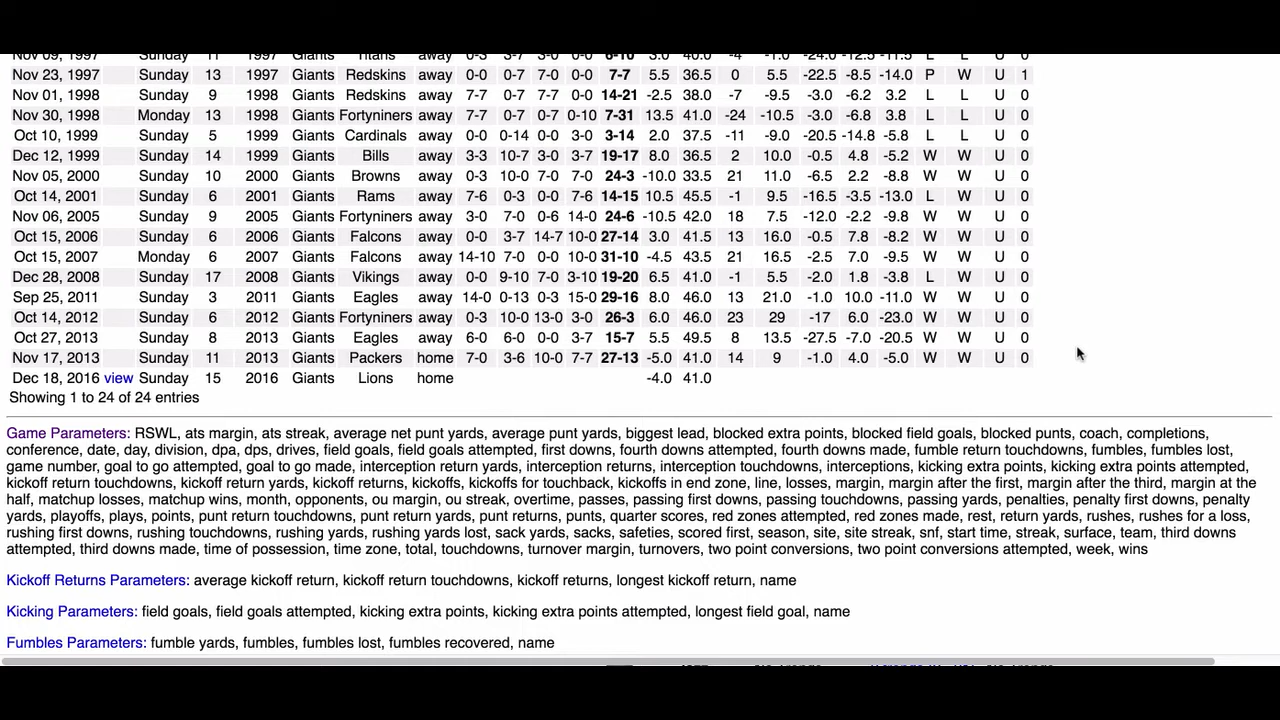 Nov 09, 1997 Sunday 11 1997 Giants Titans away 0-3 3-7 3-0 0-0 6-10 3.0 40.0 -4 -1.0 -24.0 -12.5 -11.5 L L U 0
Nov 23, 1997 Sunday 13 1997 Giants Redskins away 0-0 0-7 7-0 0-0 7-7 5.5 36.5 0 5.5 -22.5 -8.5 -14.0 P W U 1
Nov 01, 1998 Sunday 9 1998 Giants Redskins away 7-7 0-7 7-7 0-0 14-21 -2.5 38.0 -7 -9.5 -3.0 -6.2 3.2 L L U 0
Nov 30, 1998 Monday 13 1998 Giants Fortyniners away 7-7 0-7 0-7 0-10 7-31 13.5 41.0 -24 -10.5 -3.0 -6.8 3.8 L L U 0
Oct 10, 1999 Sunday 5 1999 Giants Cardinals away 0-0 0-14 0-0 3-0 3-14 2.0 37.5 -11 -9.0 -20.5 -14.8 -5.8 L L U 0
Dec 12, 1999 Sunday 14 1999 Giants Bills away 3-3 10-7 3-0 3-7 19-17 8.0 36.5 2 10.0 -0.5 4.8 -5.2 W W U 0
Nov 05, 2000 Sunday 10 2000 Giants Browns away 0-3 10-0 7-0 7-0 24-3 -10.0 33.5 21 11.0 -6.5 2.2 -8.8 W W U 0
Oct 14, 2001 Sunday 6 2001 Giants Rams away 7-6 0-3 0-0 7-6 14-15 10.5 45.5 -1 9.5 -16.5 -3.5 -13.0 L W U 0
Nov 06, 2005 Sunday 9 2005 Giants Fortyniners away 3-0 7-0 0-6 14-0 24-6 -10.5 42.0 18 7.5 -12.0 -2.2 -9.8 W W U 0
Oct 15, 2006 Sunday 6 2006 Giants Falcons away 0-0 3-7 14-7 10-0 27-14 3.0 41.5 13 16.0 -0.5 7.8 -8.2 W W U 0
Oct 15, 2007 Monday 6 2007 Giants Falcons away 14-10 7-0 0-0 10-0 31-10 -4.5 43.5 21 16.5 -2.5 7.0 -9.5 W W U 0
Dec 28, 2008 Sunday 17 2008 Giants Vikings away 0-0 9-10 7-0 3-10 19-20 6.5 41.0 -1 5.5 -2.0 1.8 -3.8 L W U 0
Sep 25, 2011 Sunday 3 2011 Giants Eagles away 14-0 0-13 0-3 15-0 29-16 8.0 46.0 13 21.0 -1.0 10.0 -11.0 W W U 0
Oct 14, 2012 Sunday 6 2012 Giants Fortyniners away 0-3 10-0 13-0 3-0 26-3 6.0 46.0 23 29 -17 6.0 -23.0 W W U 0
Oct 27, 2013 Sunday 8 2013 Giants Eagles away 6-0 6-0 0-0 3-7 15-7 5.5 49.5 8 13.5 -27.5 -7.0 -20.5 W W U 0
Nov 17, 2013 Sunday 11 2013 Giants Packers home 7-0 3-6 10-0 7-7 27-13 -5.0 41.0 14 9 -1.0 4.0 -5.0 W W U 0
Dec 18, 2016 view Sunday 15 2016 Giants Lions home -4.0 41.0
Showing 1 to 24 of 24 entries
Game Parameters: RSWL, ats margin, ats streak, average net punt yards, average punt yards, biggest lead, blocked extra points, blocked field goals, blocked punts, coach, completions,
conference, date, day, division, dpa, dps, drives, field goals, field goals attempted, first downs, fourth downs attempted, fourth downs made, fumble return touchdowns, fumbles, fumbles lost,
game number, goal to go attempted, goal to go made, interception return yards, interception returns, interception touchdowns, interceptions, kicking extra points, kicking extra points attempted,
kickoff return touchdowns, kickoff return yards, kickoff returns, kickoffs, kickoffs for touchback, kickoffs in end zone, line, losses, margin, margin after the first, margin after the third, margin at the
half, matchup losses, matchup wins, month, opponents, ou margin, ou streak, overtime, passes, passing first downs, passing touchdowns, passing yards, penalties, penalty first downs, penalty
yards, playoffs, plays, points, punt return touchdowns, punt return yards, punt returns, punts, quarter scores, red zones attempted, red zones made, rest, return yards, rushes, rushes for a loss,
rushing first downs, rushing touchdowns, rushing yards, rushing yards lost, sack yards, sacks, safeties, scored first, season, site, site streak, snf, start time, streak, surface, team, third downs
attempted, third downs made, time of possession, time zone, total, touchdowns, turnover margin, turnovers, two point conversions, two point conversions attempted, week, wins
Kickoff Returns Parameters: average kickoff return, kickoff return touchdowns, kickoff returns, longest kickoff return, name
Kicking Parameters: field goals, field goals attempted, kicking extra points, kicking extra points attempted, longest field goal, name
Fumbles Parameters: fumble yards, fumbles, fumbles lost, fumbles recovered, name